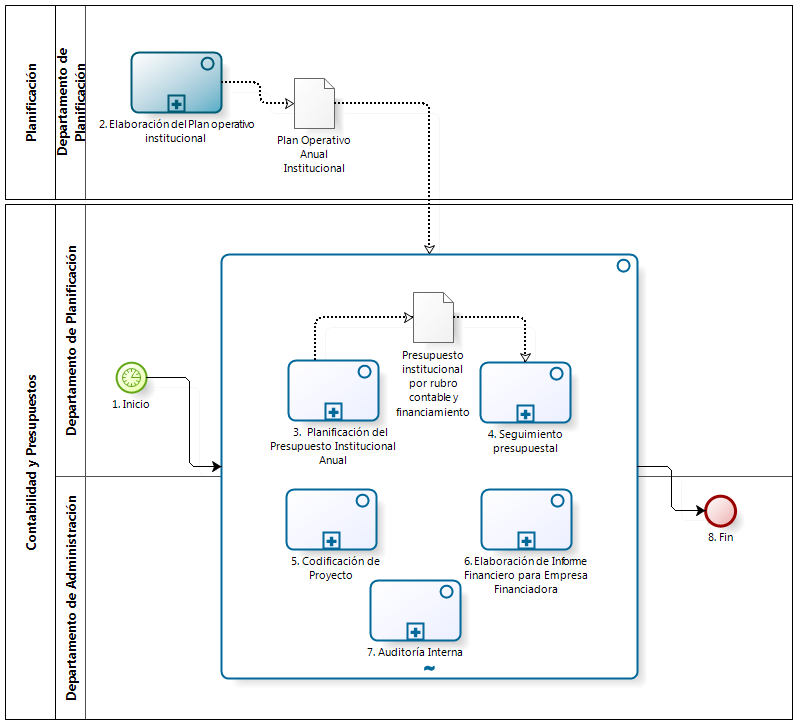 Planificación
Departamento de
Planificación
2. Elaboración del Plan operativo
institucional
Plan Operativo
Anual
Institucional
Contabilidad y Presupuestos
Departamento de Planificación
1. Inicio
Presupuesto
institucional
por rubro
contable y
financiamiento
3. Planificación del
Presupuesto Institucional
Anual
4. Seguimiento
presupuestal
Departamento de Administración
5. Codificación de
Proyecto
6. Elaboración de Informe
Financiero para Empresa
Financiadora
7. Auditoría Interna
8. Fin